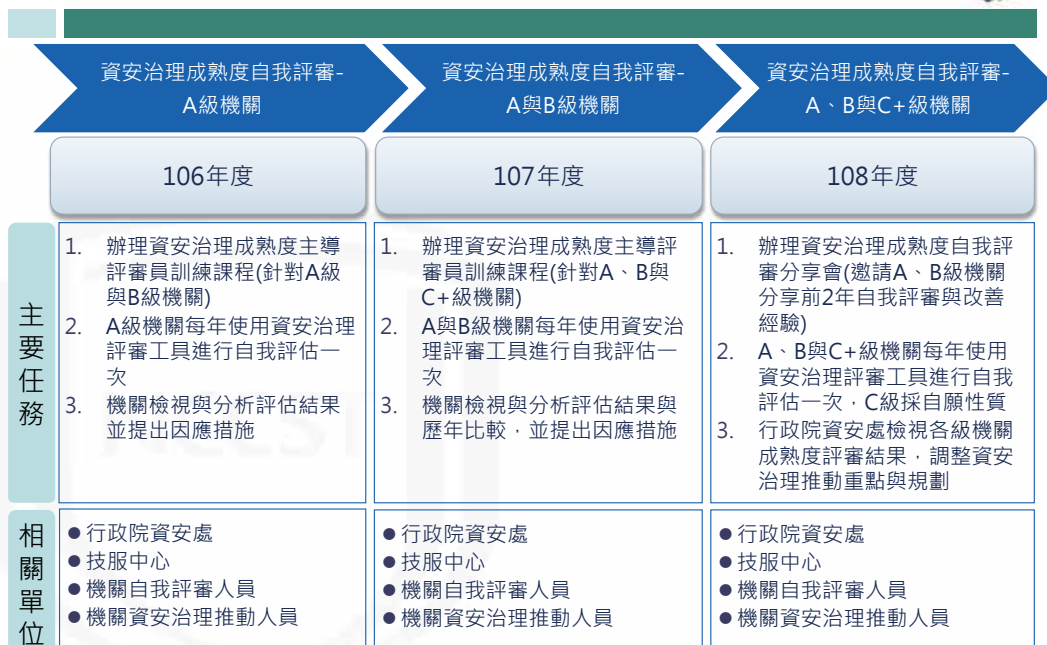 資安治理成熟度自我評審-
A級機關
資安治理成熟度自我評審-
A與B級機關
資安治理成熟度自我評審-
A、B與C+級機關
106年度
107年度
108年度
主要任務
1. 辦理資安治理成熟度主導
評審員訓練課程(針對A級
與B級機關)
2. A級機關每年使用資安治理
評審工具進行自我評估一
次
3. 機關檢視與分析評估結果
並提出因應措施
1. 辦理資安治理成熟度主導評
審員訓練課程(針對A、B與
C+級機關)
2. A與B級機關每年使用資安治
理評審工具進行自我評估一
次
3. 機關檢視與分析評估結果與
歷年比較，並提出因應措施
1. 辦理資安治理成熟度自我評
審分享會(邀請A、B級機關
分享前2年自我評審與改善
經驗)
2. A、B與C+級機關每年使用
資安治理評審工具進行自我
評估一次，C級採自願性質
3. 行政院資安處檢視各級機關
成熟度評審結果，調整資安
治理推動重點與規劃
相關單位
●行政院資安處
●技服中心
●機關自我評審人員
●機關資安治理推動人員
●行政院資安處
●技服中心
●機關自我評審人員
●機關資安治理推動人員
●行政院資安處
●技服中心
●機關自我評審人員
●機關資安治理推動人員